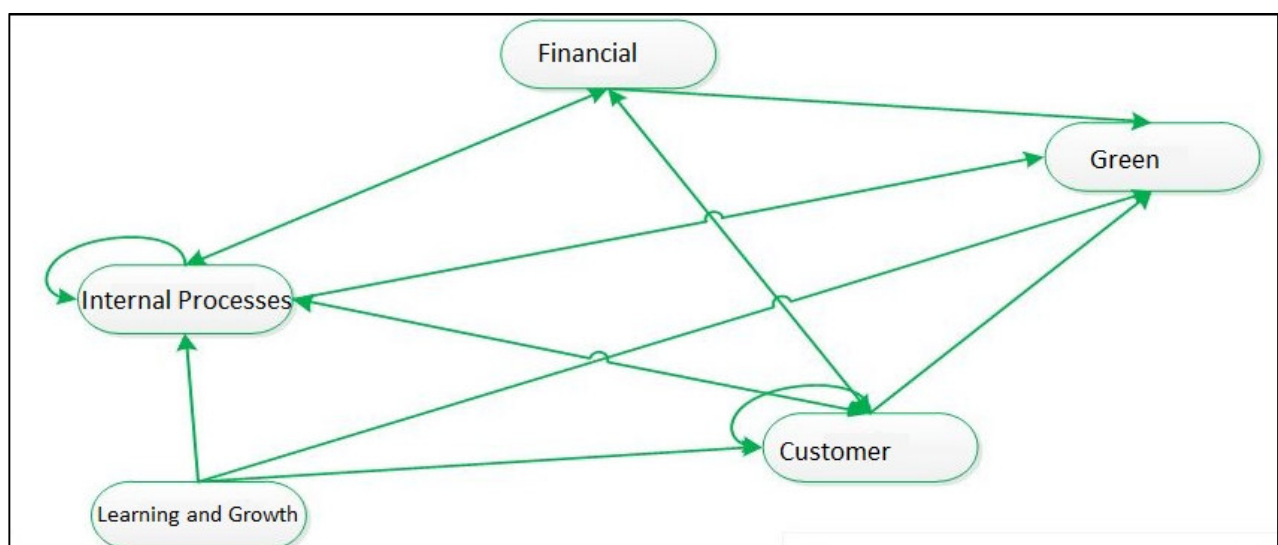 Financial
Green
Internal Processes
Customer
Learning and Growth